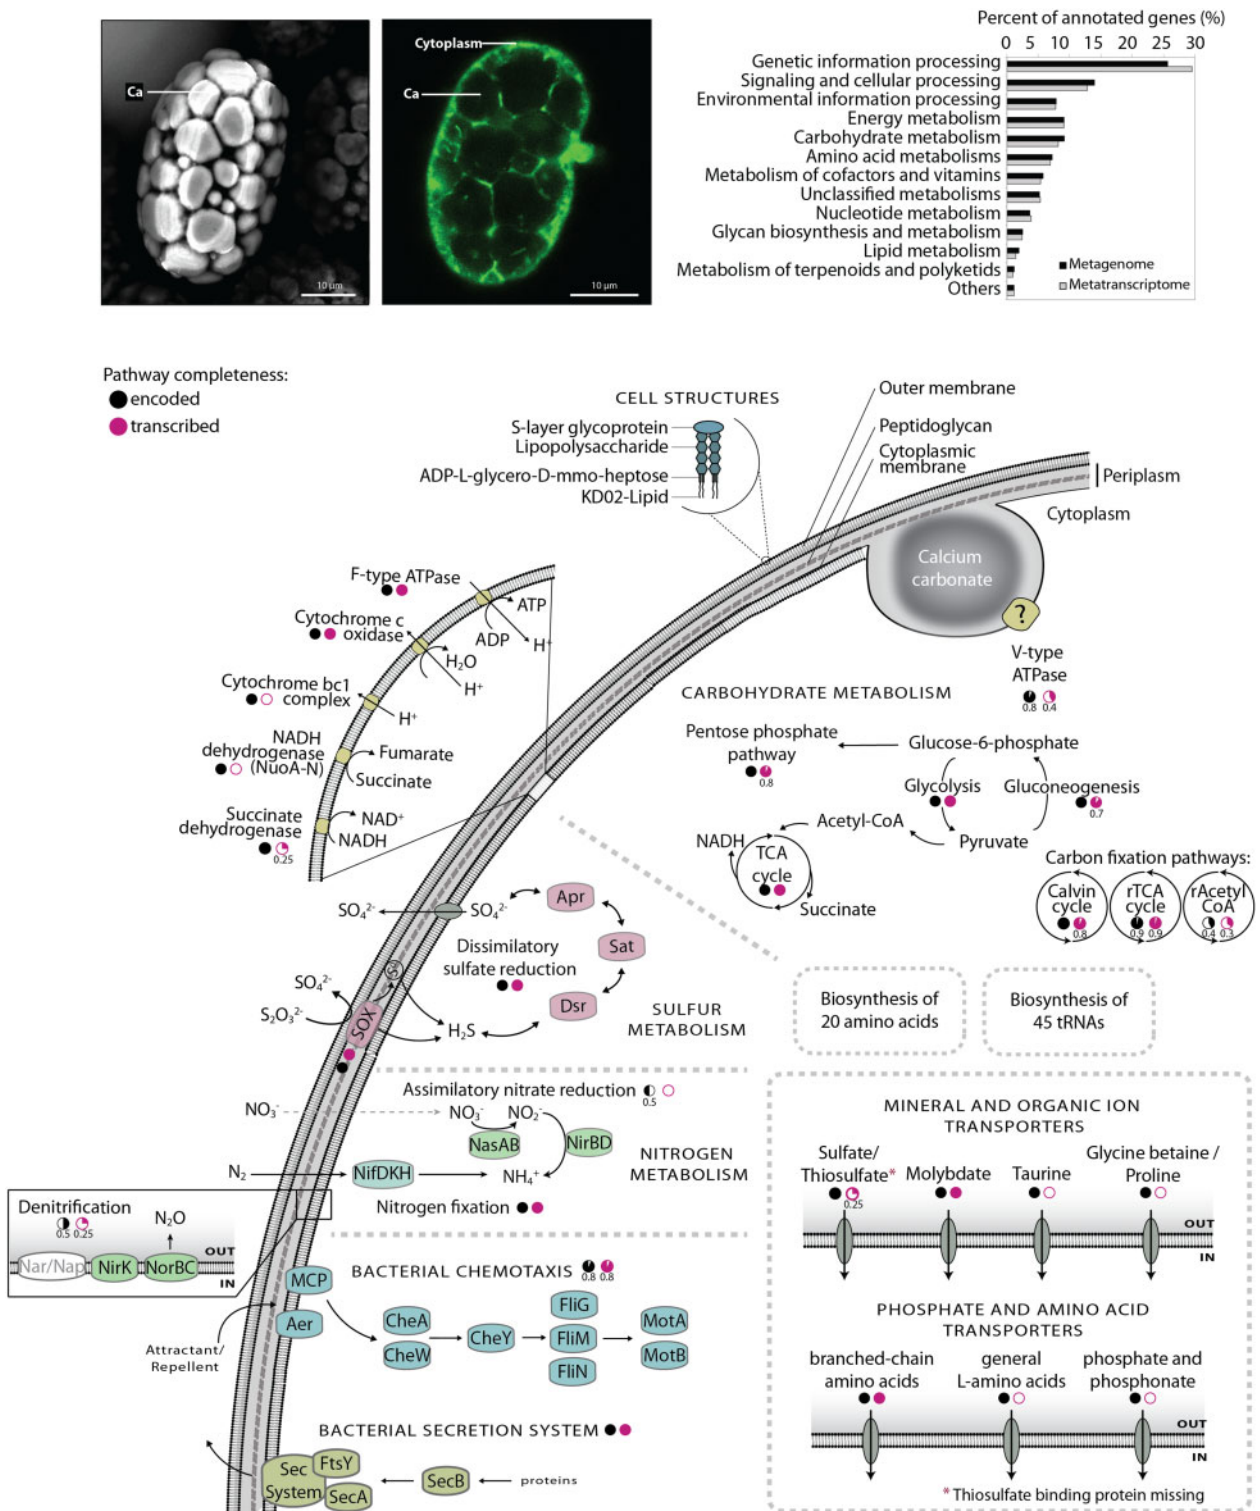 Ca
10 µm
Cytoplasm
Ca
10 µm
Percent of annotated genes (%)
0 5 10 15 20 25 30
Genetic information processing
Signaling and cellular processing
Environmental information processing
Energy metabolism
Carbohydrate metabolism
Amino acid metabolisms
Metabolism of cofactors and vitamins
Unclassified metabolisms
Nucleotide metabolism
Glycan biosynthesis and metabolism
Lipid metabolism
Metabolism of terpenoids and polyketids
Others
Metagenome
Metatranscriptome
Pathway completeness:
encoded
transcribed
CELL STRUCTURES
S-layer glycoprotein
Lipopolysaccharide
ADP-L-glycero-D-mmo-heptose
KD02-Lipid
Outer membrane
Peptidoglycan
Cytoplasmic
membrane
Periplasm
Cytoplasm
Calcium
carbonate
?
V-type
ATPase
0.8 0.4
F-type ATPase
ATP
ADP
H⁺
Cytochrome c
oxidase
H₂O
H⁺
Cytochrome bc1
complex
H⁺
NADH
dehydrogenase
(NuoA-N)
Fumarate
Succinate
Succinate
dehydrogenase
0.25
NAD⁺
NADH
CARBOHYDRATE METABOLISM
Pentose phosphate
pathway
0.8
Glucose-6-phosphate
Glycolysis
Gluconeogenesis
0.7
Acetyl-CoA
Pyruvate
NADH
TCA
cycle
Succinate
Carbon fixation pathways:
Calvin
cycle
0.8
rTCA
cycle
0.9 0.9
rAcetyl
CoA
0.4 0.3
SO₄²⁻
SO₄²⁻
Apr
Sat
Dsr
Dissimilatory
sulfate reduction
SO₄²⁻
S₂O₃²⁻
SOX
S⁰
H₂S
SULFUR
METABOLISM
Biosynthesis of
20 amino acids
Biosynthesis of
45 tRNAs
Assimilatory nitrate reduction
0.5
NO₃⁻
NO₃⁻
NO₂⁻
NasAB
NirBD
N₂
NifDKH
NH₄⁺
NITROGEN
METABOLISM
Nitrogen fixation
Denitrification
0.5 0.25
N₂O
Nar/Nap
NirK
NorBC
OUT
IN
BACTERIAL CHEMOTAXIS
0.8 0.8
MCP
Aer
Attractant/
Repellent
CheA
CheW
CheY
FliG
FliM
FliN
MotA
MotB
BACTERIAL SECRETION SYSTEM
Sec
System
FtsY
SecA
SecB
proteins
MINERAL AND ORGANIC ION
TRANSPORTERS
Sulfate/
Thiosulfate*
0.25
Molybdate
Taurine
Glycine betaine /
Proline
OUT
IN
PHOSPHATE AND AMINO ACID
TRANSPORTERS
branched-chain
amino acids
general
L-amino acids
phosphate and
phosphonate
OUT
IN
* Thiosulfate binding protein missing